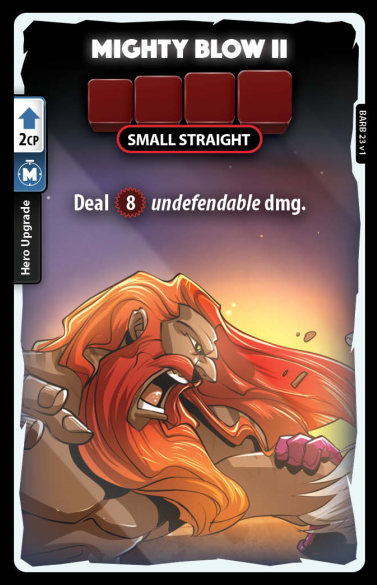 MIGHTY BLOW II
SMALL STRAIGHT
2CP
M
Hero Upgrade
BARB 23 v1
Deal 8 undefendable dmg.